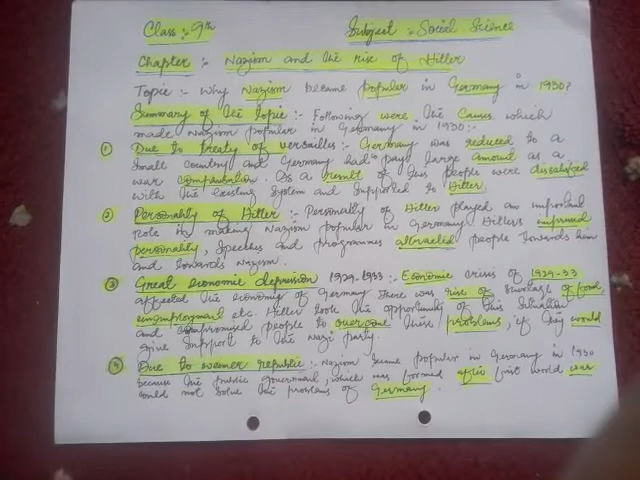 Class :- 9th Subject :- Social Science
Chapter :- Nazism and the rise of Hitler
Topic :- Why Nazism became popular in Germany in 1930?
Summary of the topic :- Following were the causes which
made Nazism popular in Germany in 1930:-
① Due to treaty of versailles :- Germany was reduced to a
small country and Germany had to pay large amount as a
war . As a result of this people were
with the existing system and supported to Hitler.
② Personality of Hitler :- Personality of Hitler played an important
Role in making Nazism popular in Germany. Hitlers
personality, speeches and programmes attracted people towards him
and towards nazism.
③ Great economic depression 1929-1933 :- Economic crisis of 1929-33
affected the economy of Germany. There was rise of shortage of food,
unemployment etc. Hitler took the opportunity of this situation
and people to overcome these problems, if they would
give support to the nazi party.
④ Due to weimer republic :- Nazism became popular in Germany in 1930
because the government, which was formed after first world war
could not solve the problems of Germany.